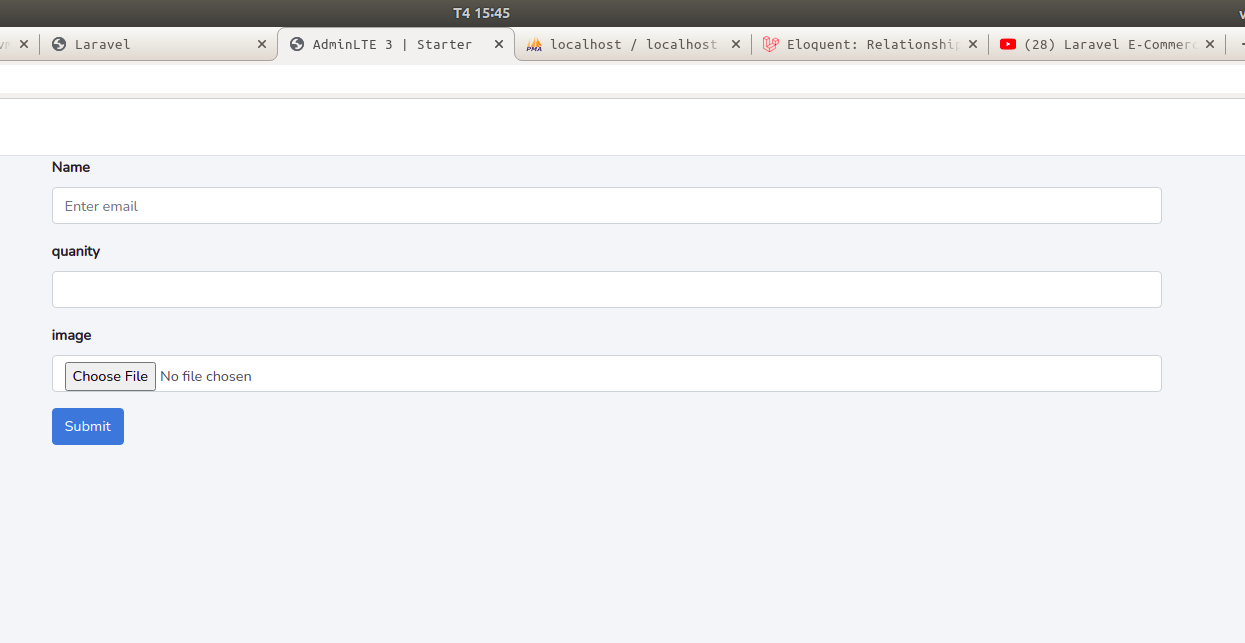 T4 15:45
Laravel
AdminLTE 3 | Starter
localhost / localhost
Eloquent: Relationship
(28) Laravel E-Commerc
Name
Enter email
quanity
image
Choose File No file chosen
Submit